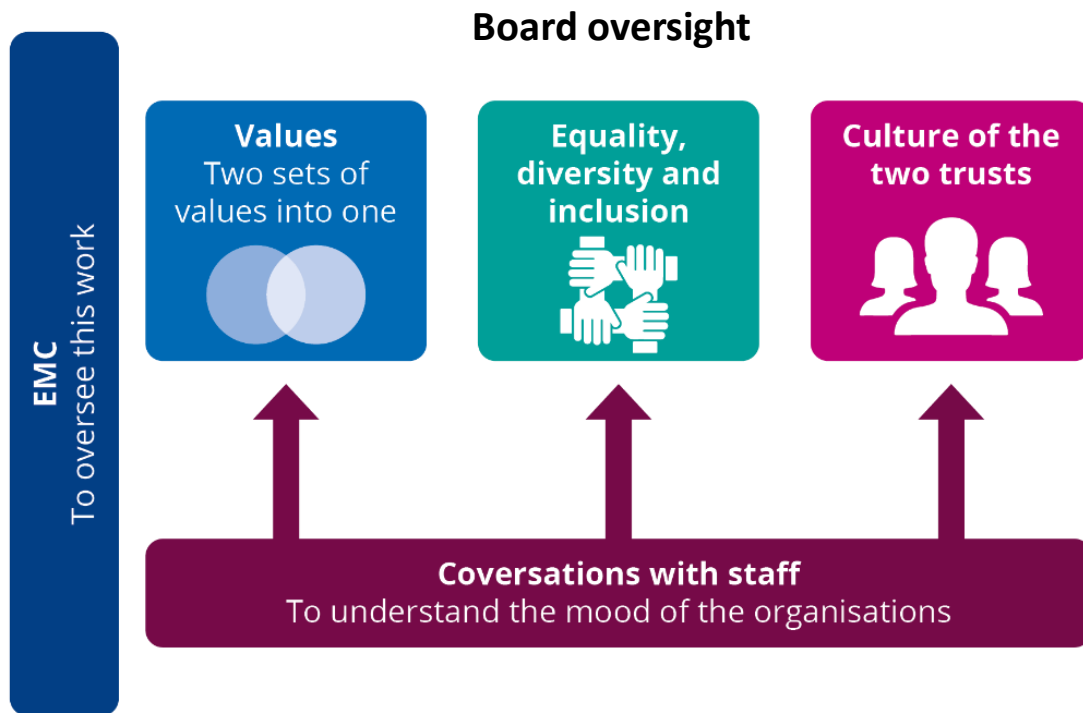 Board oversight
EMC
To oversee this work
Values
Two sets of
values into one
Equality,
diversity and
inclusion
Culture of the
two trusts
Coversations with staff
To understand the mood of the organisations